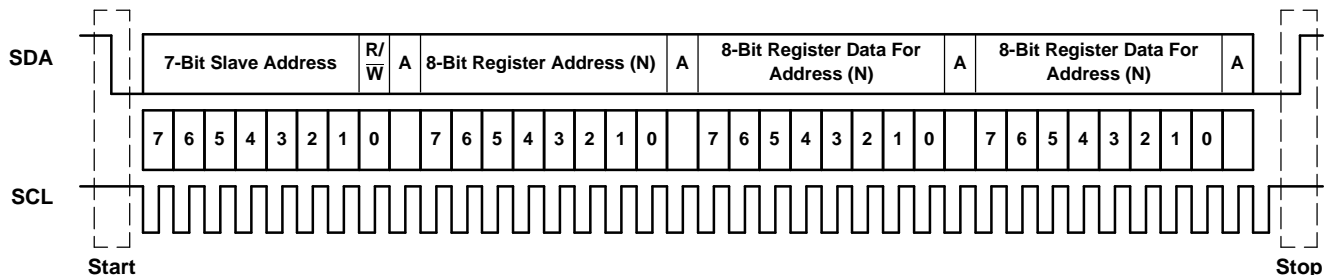 SDA
7-Bit Slave Address
R/
W
A
8-Bit Register Address (N)
A
8-Bit Register Data For
Address (N)
A
8-Bit Register Data For
Address (N)
A
7 6 5 4 3 2 1 0 7 6 5 4 3 2 1 0 7 6 5 4 3 2 1 0 7 6 5 4 3 2 1 0
SCL
Start
Stop